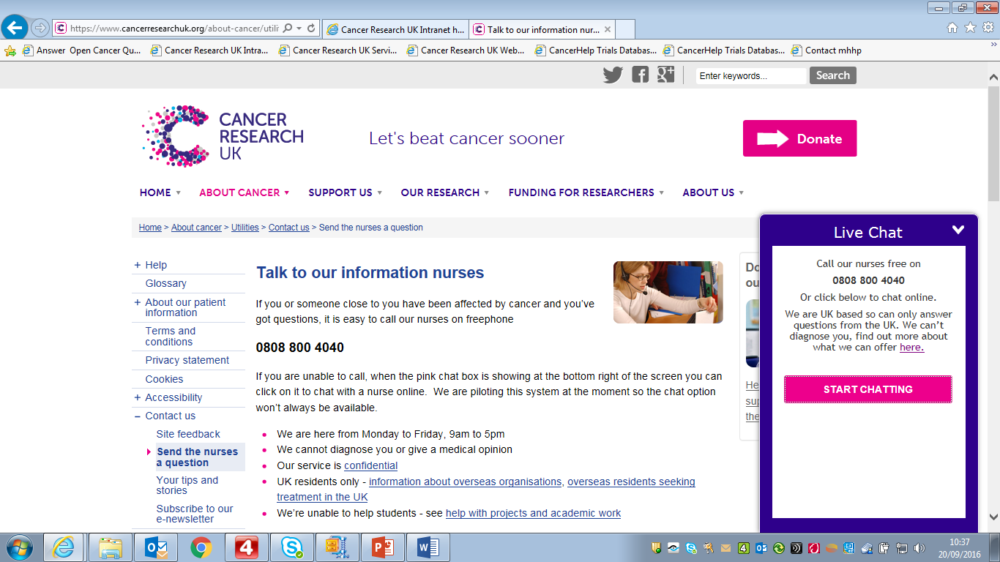 https://www.cancerresearchuk.org/about-cancer/utili
Cancer Research UK Intranet h...
Talk to our information nur...
Answer Open Cancer Qu...
Cancer Research UK Intra...
Cancer Research UK Servi...
Cancer Research UK Web...
CancerHelp Trials Databas...
CancerHelp Trials Databas...
Contact mhhp
Enter keywords...
Search
CANCER
RESEARCH
UK
Let's beat cancer sooner
Donate
HOME
ABOUT CANCER
SUPPORT US
OUR RESEARCH
FUNDING FOR RESEARCHERS
ABOUT US
Home > About cancer > Utilities > Contact us > Send the nurses a question
+ Help
Glossary
+ About our patient
information
Terms and
conditions
Privacy statement
Cookies
+ Accessibility
− Contact us
Site feedback
Send the nurses
a question
Your tips and
stories
Subscribe to our
e-newsletter
Talk to our information nurses
If you or someone close to you have been affected by cancer and you’ve
got questions, it is easy to call our nurses on freephone
0808 800 4040
If you are unable to call, when the pink chat box is showing at the bottom right of the screen you can
click on it to chat with a nurse online. We are piloting this system at the moment so the chat option
won’t always be available.
We are here from Monday to Friday, 9am to 5pm
We cannot diagnose you or give a medical opinion
Our service is confidential
UK residents only - information about overseas organisations, overseas residents seeking
treatment in the UK
We’re unable to help students - see help with projects and academic work
Do
ou
He
sup
the
Live Chat
Call our nurses free on
0808 800 4040
Or click below to chat online.
We are UK based so can only answer
questions from the UK. We can’t
diagnose you, find out more about
what we can offer here.
START CHATTING
10:37
20/09/2016